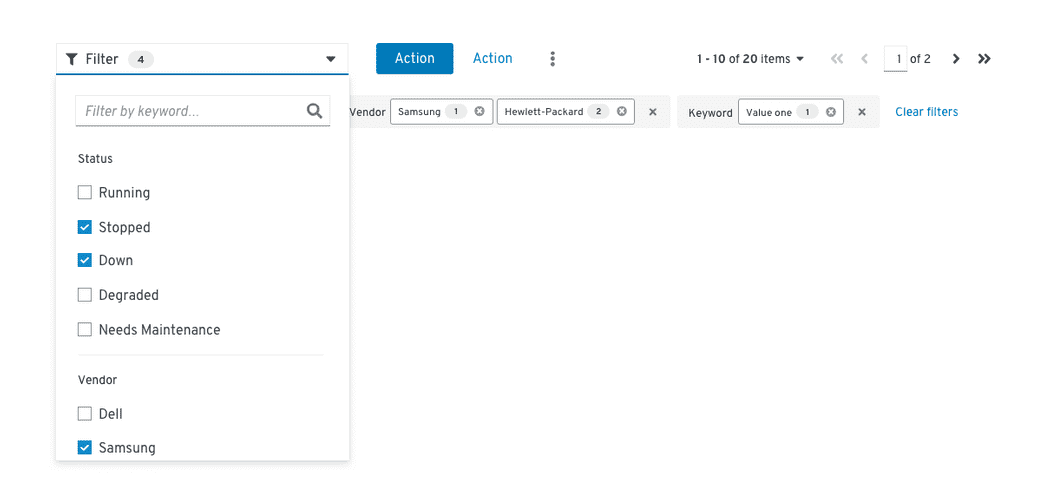 Filter 4 Action Action 1 - 10 of 20 items 1 of 2
Filter by keyword... Vendor Samsung 1 Hewlett-Packard 2 Keyword Value one 1 Clear filters
Status
Running
Stopped
Down
Degraded
Needs Maintenance
Vendor
Dell
Samsung